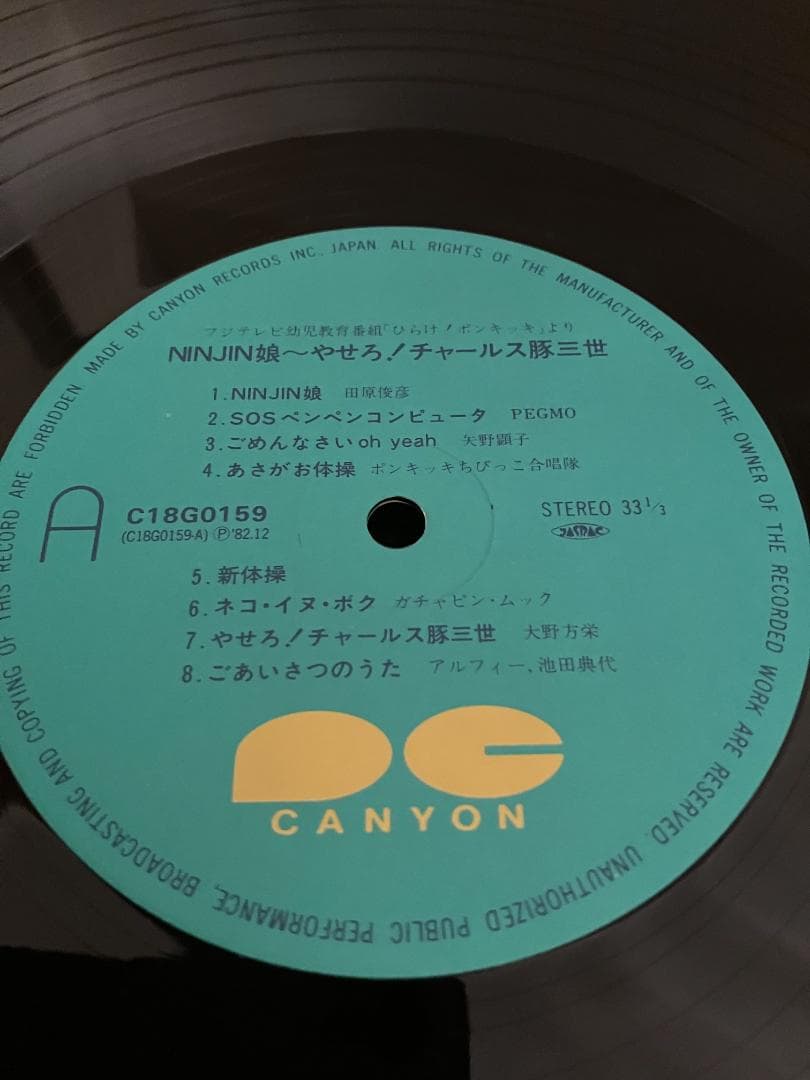 MADE BY CANYON RECORDS INC., JAPAN. ALL RIGHTS OF THE MANUFACTURER AND OF THE OWNER OF THE RECORDED WORK ARE RESERVED. UNAUTHORIZED PUBLIC PERFORMANCE, BROADCASTING AND COPYING OF THIS RECORD ARE FORBIDDEN
フジテレビ幼児教育番組「ひらけ!ポンキッキ」より
NINJIN娘〜やせろ!チャールス豚三世
1. NINJIN娘 田原俊彦
2. SOSペンペンコンピュータ PEGMO
3. ごめんなさいoh yeah 矢野顕子
4. あさがお体操 ポンキッキちびっこ合唱隊
A
C18G0159
(C18G0159-A) Ⓟ'82.12
STEREO 33 1/3
JASRAC
5. 新体操
6. ネコ・イヌ・ボク ガチャピン・ムック
7. やせろ!チャールス豚三世 大野方栄
8. ごあいさつのうた アルフィー、池田典代
PC
CANYON